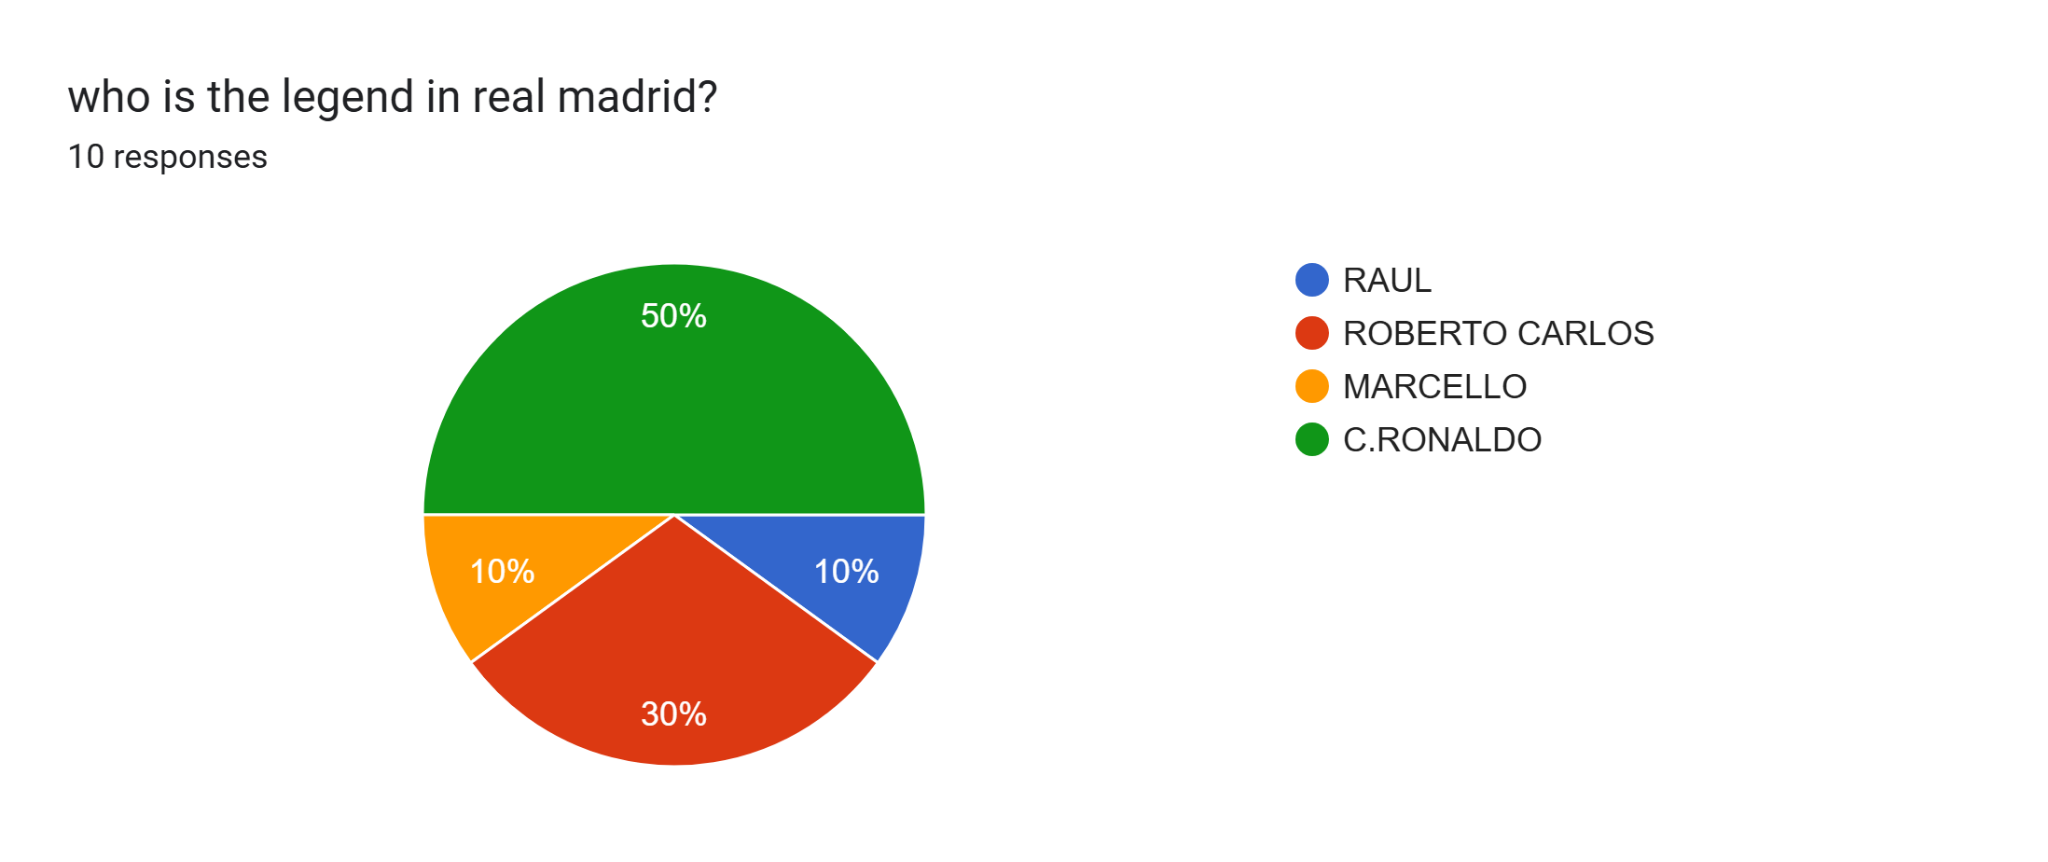 who is the legend in real madrid?
10 responses
50%
10%
10%
30%
RAUL
ROBERTO CARLOS
MARCELLO
C.RONALDO